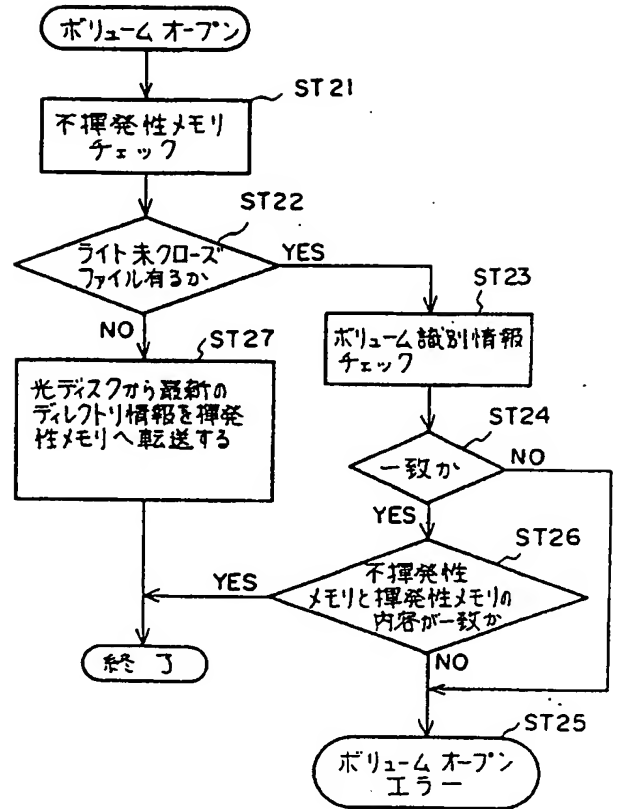 ボリューム オープン
ST21
不揮発性メモリ
チェック
ST22
ライト未クローズ
ファイル有るか
YES
NO
ST23
ボリューム識別情報
チェック
ST27
光ディスクから最新の
ディレクトリ情報を揮発
性メモリへ転送する
ST24
一致か
NO
YES
ST26
不揮発性
メモリと揮発性メモリの
内容が一致か
YES
NO
終了
ST25
ボリューム オープン
エラー